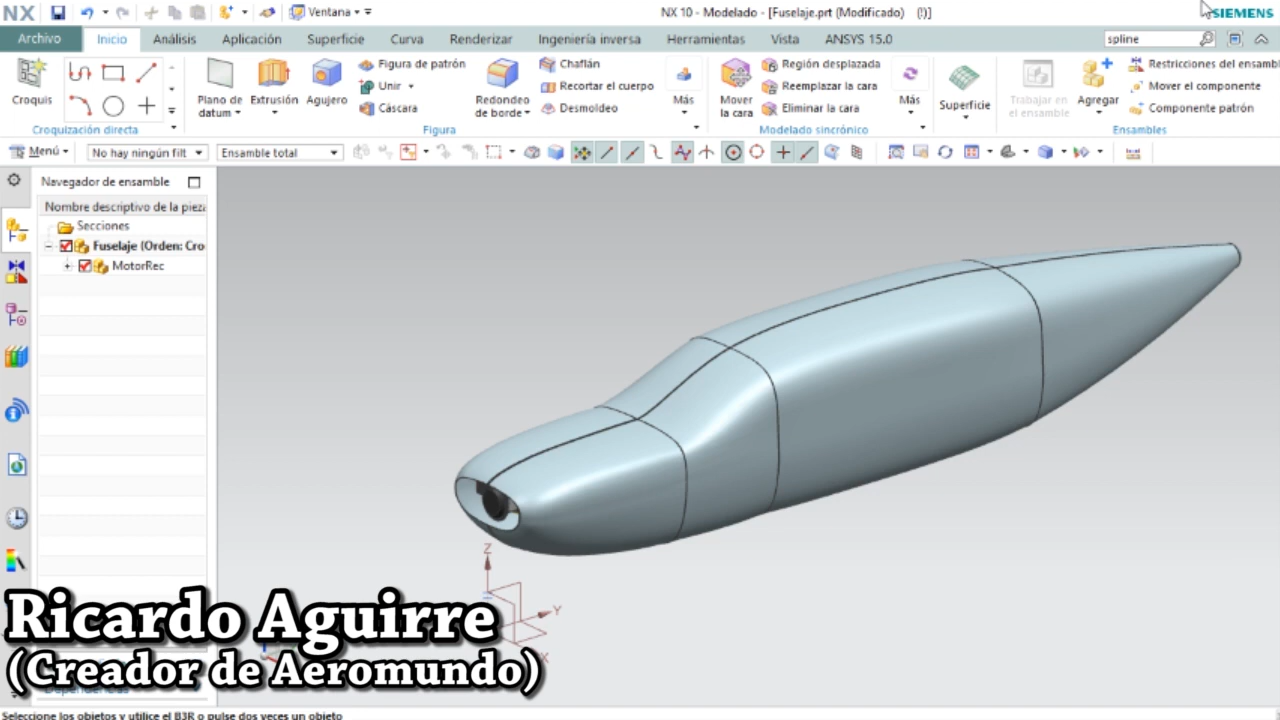 NX
Ventana
NX 10 - Modelado - [Fuselaje.prt (Modificado) (!)]
SIEMENS
Archivo Inicio Análisis Aplicación Superficie Curva Renderizar Ingeniería inversa Herramientas Vista ANSYS 15.0 spline
Croquis
Croquización directa
Plano de datum
Extrusión
Agujero
Figura de patrón
Unir
Cáscara
Redondeo de borde
Chaflán
Recortar el cuerpo
Desmoldeo
Más
Figura
Mover la cara
Región desplazada
Reemplazar la cara
Eliminar la cara
Más
Modelado sincrónico
Superficie
Trabajar en el ensamble
Agregar
Restricciones del ensambl
Mover el componente
Componente patrón
Ensambles
Menú No hay ningún filt Ensamble total
Navegador de ensamble
Nombre descriptivo de la pieza
Secciones
Fuselaje (Orden: Cro
MotorRec
Z
Y
X
Ricardo Aguirre
(Creador de Aeromundo)
Dependencias
Seleccione los objetos y utilice el B3R o pulse dos veces un objeto